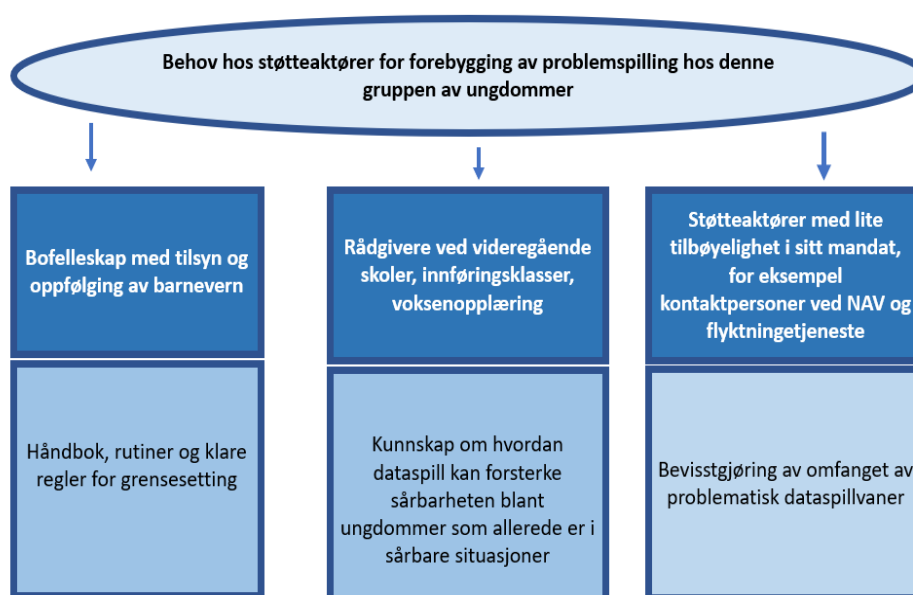 Behov hos støtteaktører for forebygging av problemspilling hos denne
gruppen av ungdommer
Bofelleskap med tilsyn og
oppfølging av barnevern
Rådgivere ved videregående
skoler, innføringsklasser,
voksenopplæring
Støtteaktører med lite
tilbøyelighet i sitt mandat,
for eksempel
kontaktpersoner ved NAV og
flyktningetjeneste
Håndbok, rutiner og klare
regler for grensesetting
Kunnskap om hvordan
dataspill kan forsterke
sårbarheten blant
ungdommer som allerede er i
sårbare situasjoner
Bevisstgjøring av omfanget av
problematisk dataspillvaner